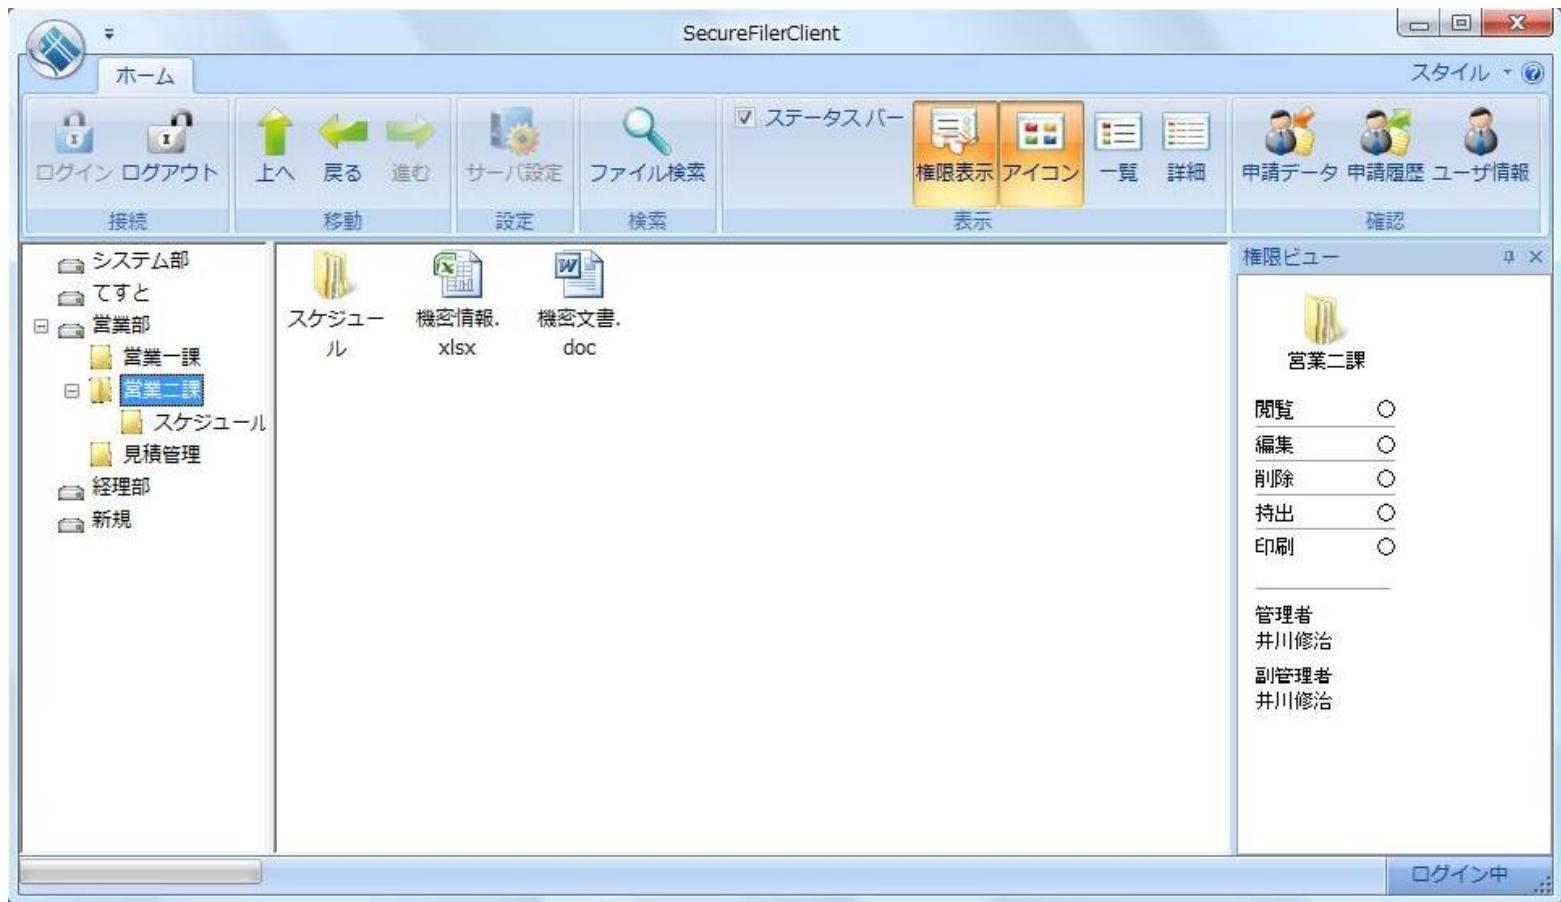 SecureFilerClient
ホーム
スタイル
ログイン ログアウト
上へ 戻る 進む
サーバ設定
ファイル検索
ステータスバー
権限表示 アイコン 一覧 詳細
申請データ 申請履歴 ユーザ情報
接続
移動
設定
検索
表示
確認
システム部
てすと
営業部
営業一課
営業二課
スケジュール
見積管理
経理部
新規
スケジュー
ル
機密情報.
xlsx
機密文書.
doc
権限ビュー
営業二課
閲覧 ○
編集 ○
削除 ○
持出 ○
印刷 ○
管理者
井川修治
副管理者
井川修治
ログイン中